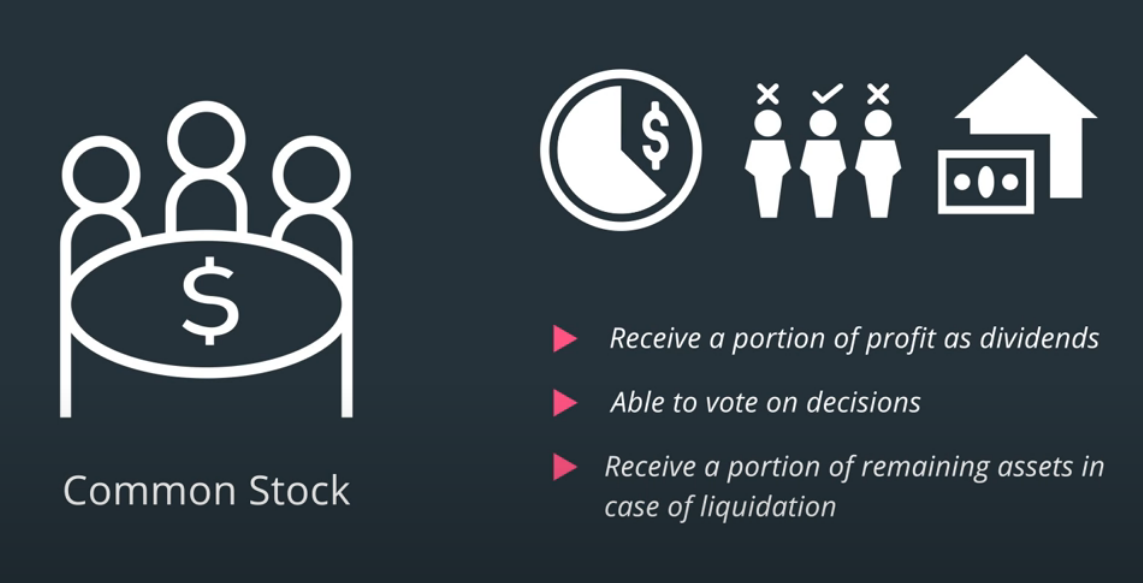 $
$
Common Stock
Receive a portion of profit as dividends
Able to vote on decisions
Receive a portion of remaining assets in
case of liquidation